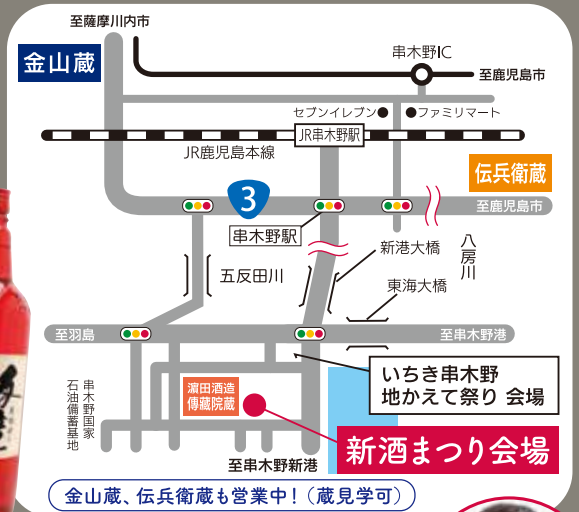 至薩摩川内市
金山蔵
串木野IC
至鹿児島市
セブンイレブン●
●ファミリマート
JR串木野駅
JR鹿児島本線
伝兵衛蔵
3
至鹿児島市
串木野駅
新港大橋
八房川
五反田川
東海大橋
至羽島
至串木野港
いちき串木野
地かえて祭り 会場
串木野国家
石油備蓄基地
濵田酒造
傳藏院蔵
新酒まつり会場
至串木野新港
金山蔵、伝兵衛蔵も営業中!(蔵見学可)